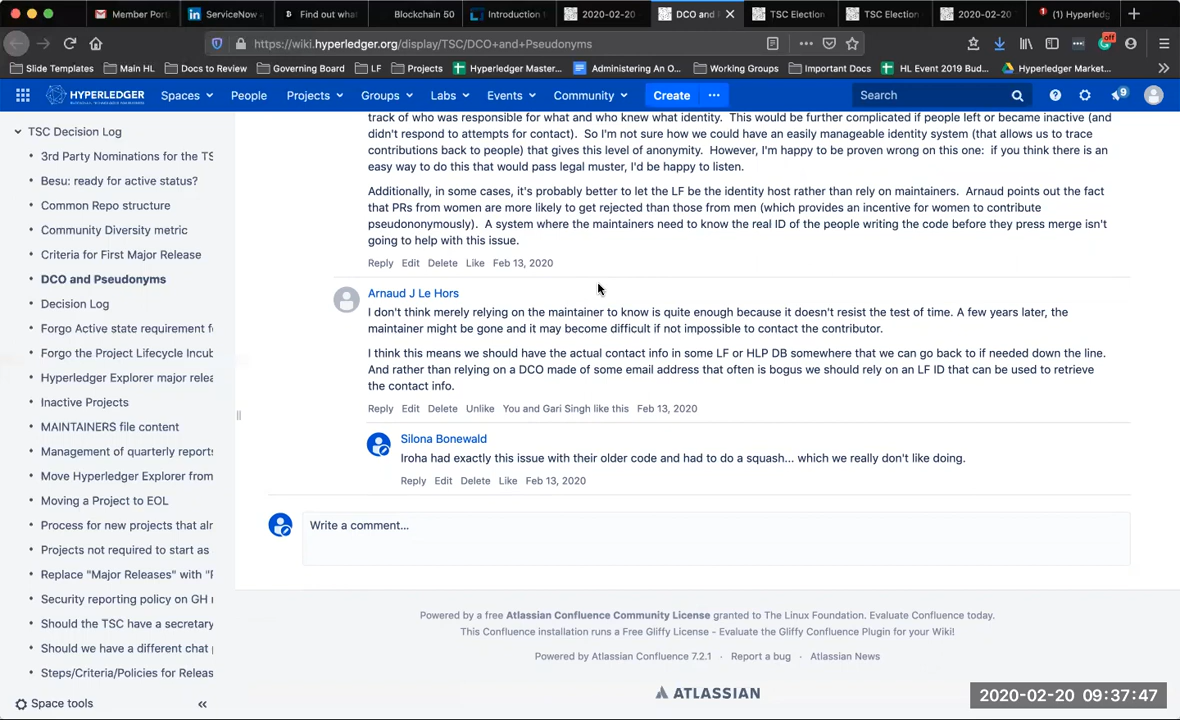 Member Por
ServiceNow
Find out wha
Blockchain 50
Introduction
2020-02-20
DCO and
TSC Election
TSC Election
2020-02-20
(1) Hyperledg
https://wiki.hyperledger.org/display/TSC/DCO+and+Pseudonyms
off
Slide Templates
Main HL
Docs to Review
Governing Board
LF
Projects
Hyperledger Master...
Administering An O...
Working Groups
Important Docs
HL Event 2019 Bud...
Hyperledger Market...
HYPERLEDGER
Spaces
People
Projects
Groups
Labs
Events
Community
Create
Search
9
TSC Decision Log
3rd Party Nominations for the TS
Besu: ready for active status?
Common Repo structure
Community Diversity metric
Criteria for First Major Release
DCO and Pseudonyms
Decision Log
Forgo Active state requirement f
Forgo the Project Lifecycle Incub
Hyperledger Explorer major relea
Inactive Projects
MAINTAINERS file content
Management of quarterly reports
Move Hyperledger Explorer from
Moving a Project to EOL
Process for new projects that alr
Projects not required to start as
Replace "Major Releases" with "F
Security reporting policy on GH r
Should the TSC have a secretary
Should we have a different chat
Steps/Criteria/Policies for Releas
Space tools
track of who was responsible for what and who knew what identity. This would be further complicated if people left or became inactive (and
didn't respond to attempts for contact). So I'm not sure how we could have an easily manageable identity system (that allows us to trace
contributions back to people) that gives this level of anonymity. However, I'm happy to be proven wrong on this one: if you think there is an
easy way to do this that would pass legal muster, I'd be happy to listen.
Additionally, in some cases, it's probably better to let the LF be the identity host rather than rely on maintainers. Arnaud points out the fact
that PRs from women are more likely to get rejected than those from men (which provides an incentive for women to contribute
pseudononymously). A system where the maintainers need to know the real ID of the people writing the code before they press merge isn't
going to help with this issue.
Reply Edit Delete Like Feb 13, 2020
Arnaud J Le Hors
I don't think merely relying on the maintainer to know is quite enough because it doesn't resist the test of time. A few years later, the
maintainer might be gone and it may become difficult if not impossible to contact the contributor.
I think this means we should have the actual contact info in some LF or HLP DB somewhere that we can go back to if needed down the line.
And rather than relying on a DCO made of some email address that often is bogus we should rely on an LF ID that can be used to retrieve
the contact info.
Reply Edit Delete Unlike You and Gari Singh like this Feb 13, 2020
Silona Bonewald
Iroha had exactly this issue with their older code and had to do a squash... which we really don't like doing.
Reply Edit Delete Like Feb 13, 2020
Write a comment...
Powered by a free Atlassian Confluence Community License granted to The Linux Foundation. Evaluate Confluence today.
This Confluence installation runs a Free Gliffy License - Evaluate the Gliffy Confluence Plugin for your Wiki!
Powered by Atlassian Confluence 7.2.1 · Report a bug · Atlassian News
ATLASSIAN
2020-02-20 09:37:47